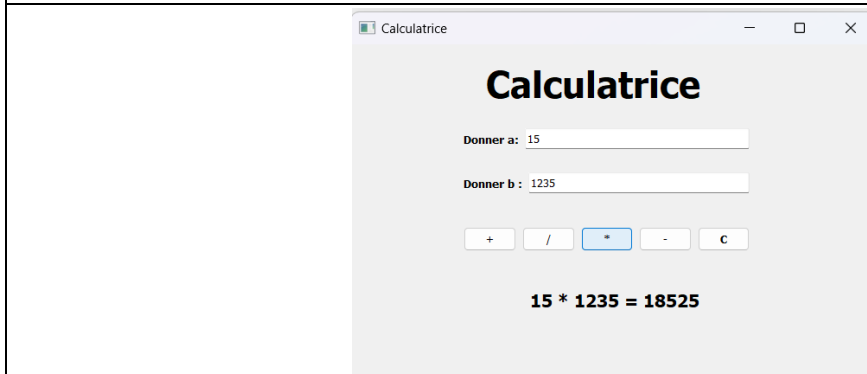 Calculatrice
Calculatrice
Donner a: 15
Donner b : 1235
+ / * - C
15 * 1235 = 18525